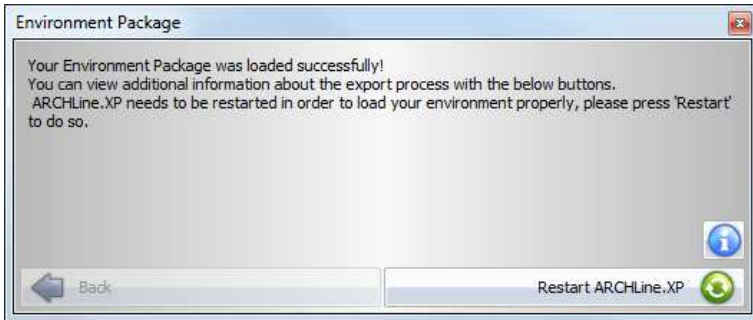 Environment Package
Your Environment Package was loaded successfully!
You can view additional information about the export process with the below buttons.
ARCHLine.XP needs to be restarted in order to load your environment properly, please press 'Restart'
to do so.
Back
Restart ARCHLine.XP